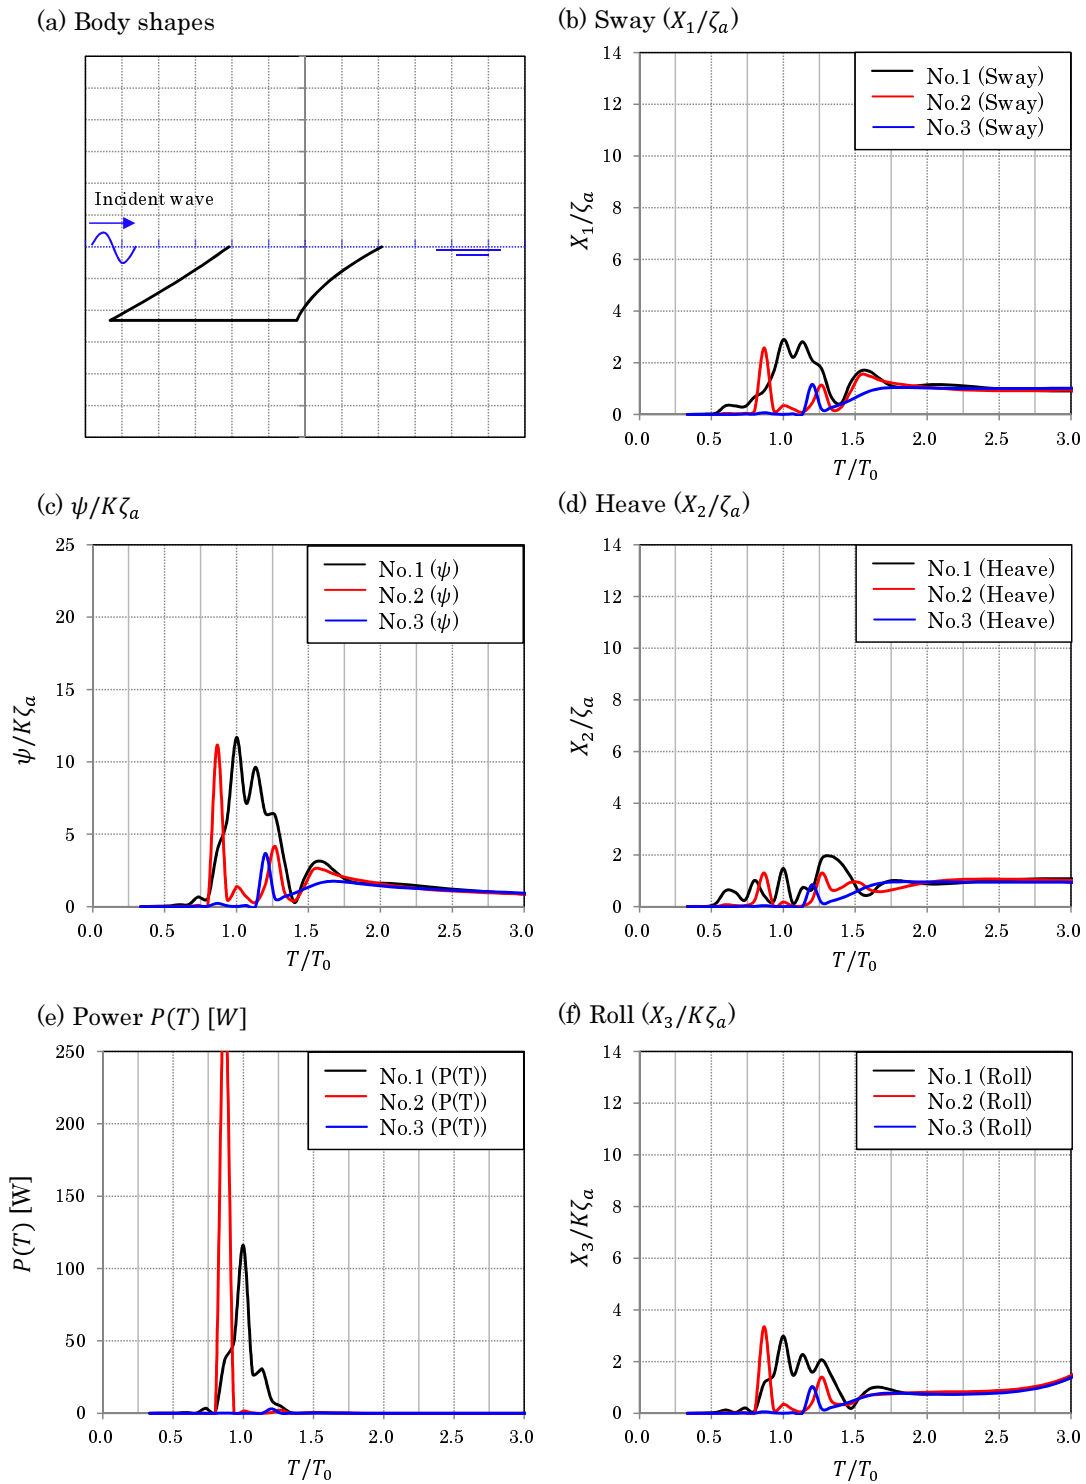 (a) Body shapes
Incident wave
(b) Sway (X₁/ζₐ)
14
12
10
8
6
4
2
0
X₁/ζₐ
No.1 (Sway)
No.2 (Sway)
No.3 (Sway)
0.0 0.5 1.0 1.5 2.0 2.5 3.0
T/T₀
(c) ψ/Kζₐ
25
20
15
10
5
0
ψ/Kζₐ
No.1 (ψ)
No.2 (ψ)
No.3 (ψ)
0.0 0.5 1.0 1.5 2.0 2.5 3.0
T/T₀
(d) Heave (X₂/ζₐ)
14
12
10
8
6
4
2
0
X₂/ζₐ
No.1 (Heave)
No.2 (Heave)
No.3 (Heave)
0.0 0.5 1.0 1.5 2.0 2.5 3.0
T/T₀
(e) Power P(T) [W]
250
200
150
100
50
0
P(T) [W]
No.1 (P(T))
No.2 (P(T))
No.3 (P(T))
0.0 0.5 1.0 1.5 2.0 2.5 3.0
T/T₀
(f) Roll (X₃/Kζₐ)
14
12
10
8
6
4
2
0
X₃/Kζₐ
No.1 (Roll)
No.2 (Roll)
No.3 (Roll)
0.0 0.5 1.0 1.5 2.0 2.5 3.0
T/T₀